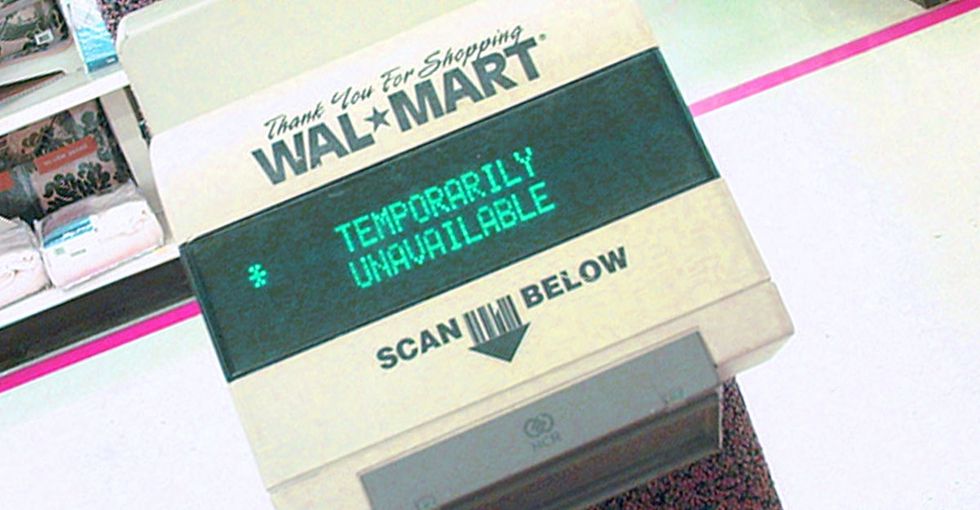 Thank You For Shopping
WAL★MART®
TEMPORARILY
* UNAVAILABLE
SCAN BELOW
NCR